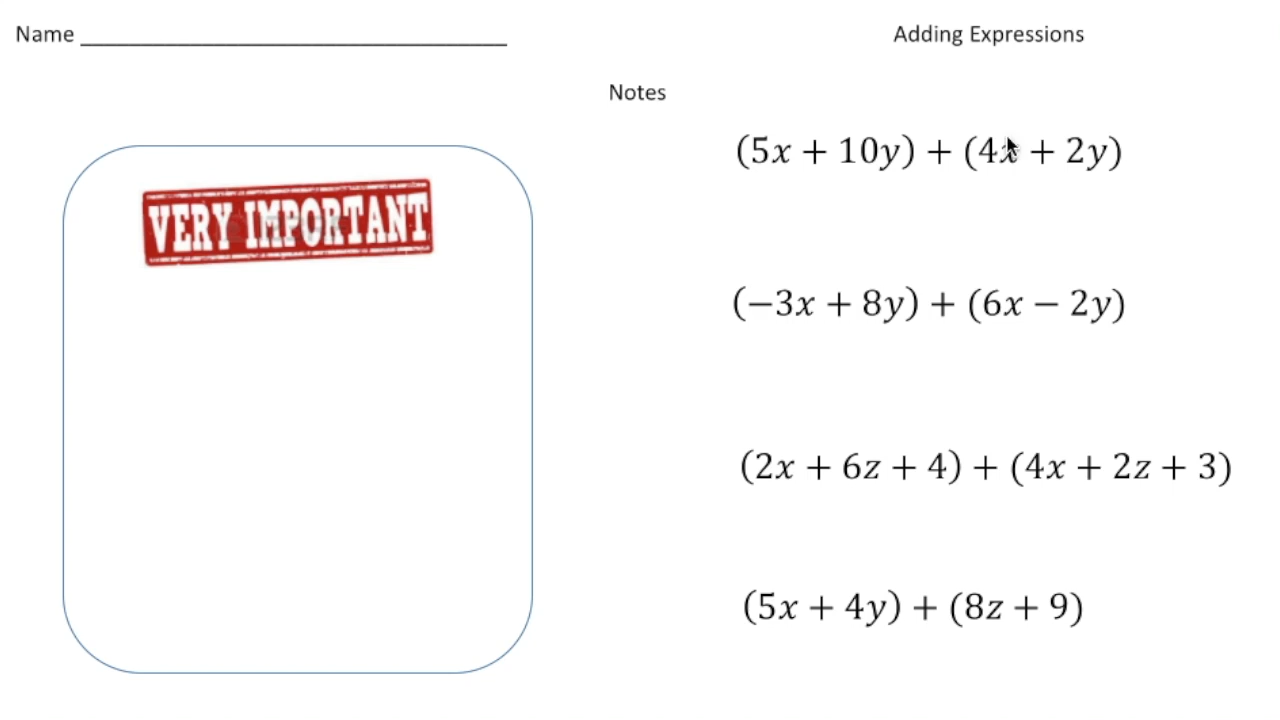 Name ___________________________________
Adding Expressions
Notes
VERY IMPORTANT
(5x + 10y) + (4x + 2y)
(−3x + 8y) + (6x − 2y)
(2x + 6z + 4) + (4x + 2z + 3)
(5x + 4y) + (8z + 9)